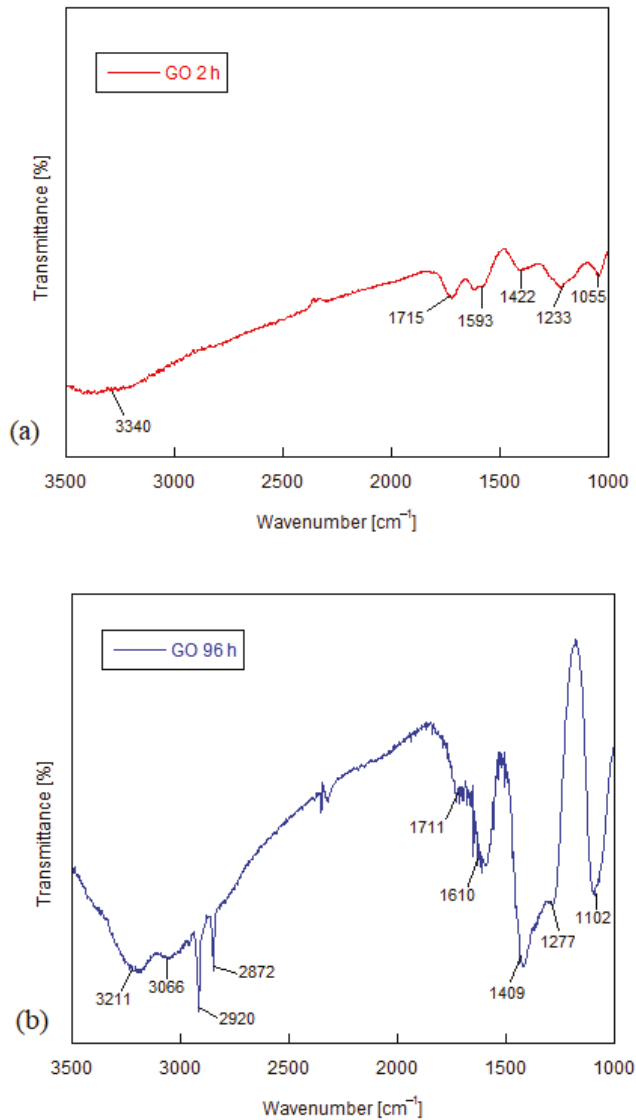 GO 2 h
Transmittance [%]
1715
1593
1422
1233
1055
3340
(a)
3500 3000 2500 2000 1500 1000
Wavenumber [cm⁻¹]
GO 96 h
Transmittance [%]
1711
1610
1277
1102
3211
3066
2872
2920
1409
(b)
3500 3000 2500 2000 1500 1000
Wavenumber [cm⁻¹]